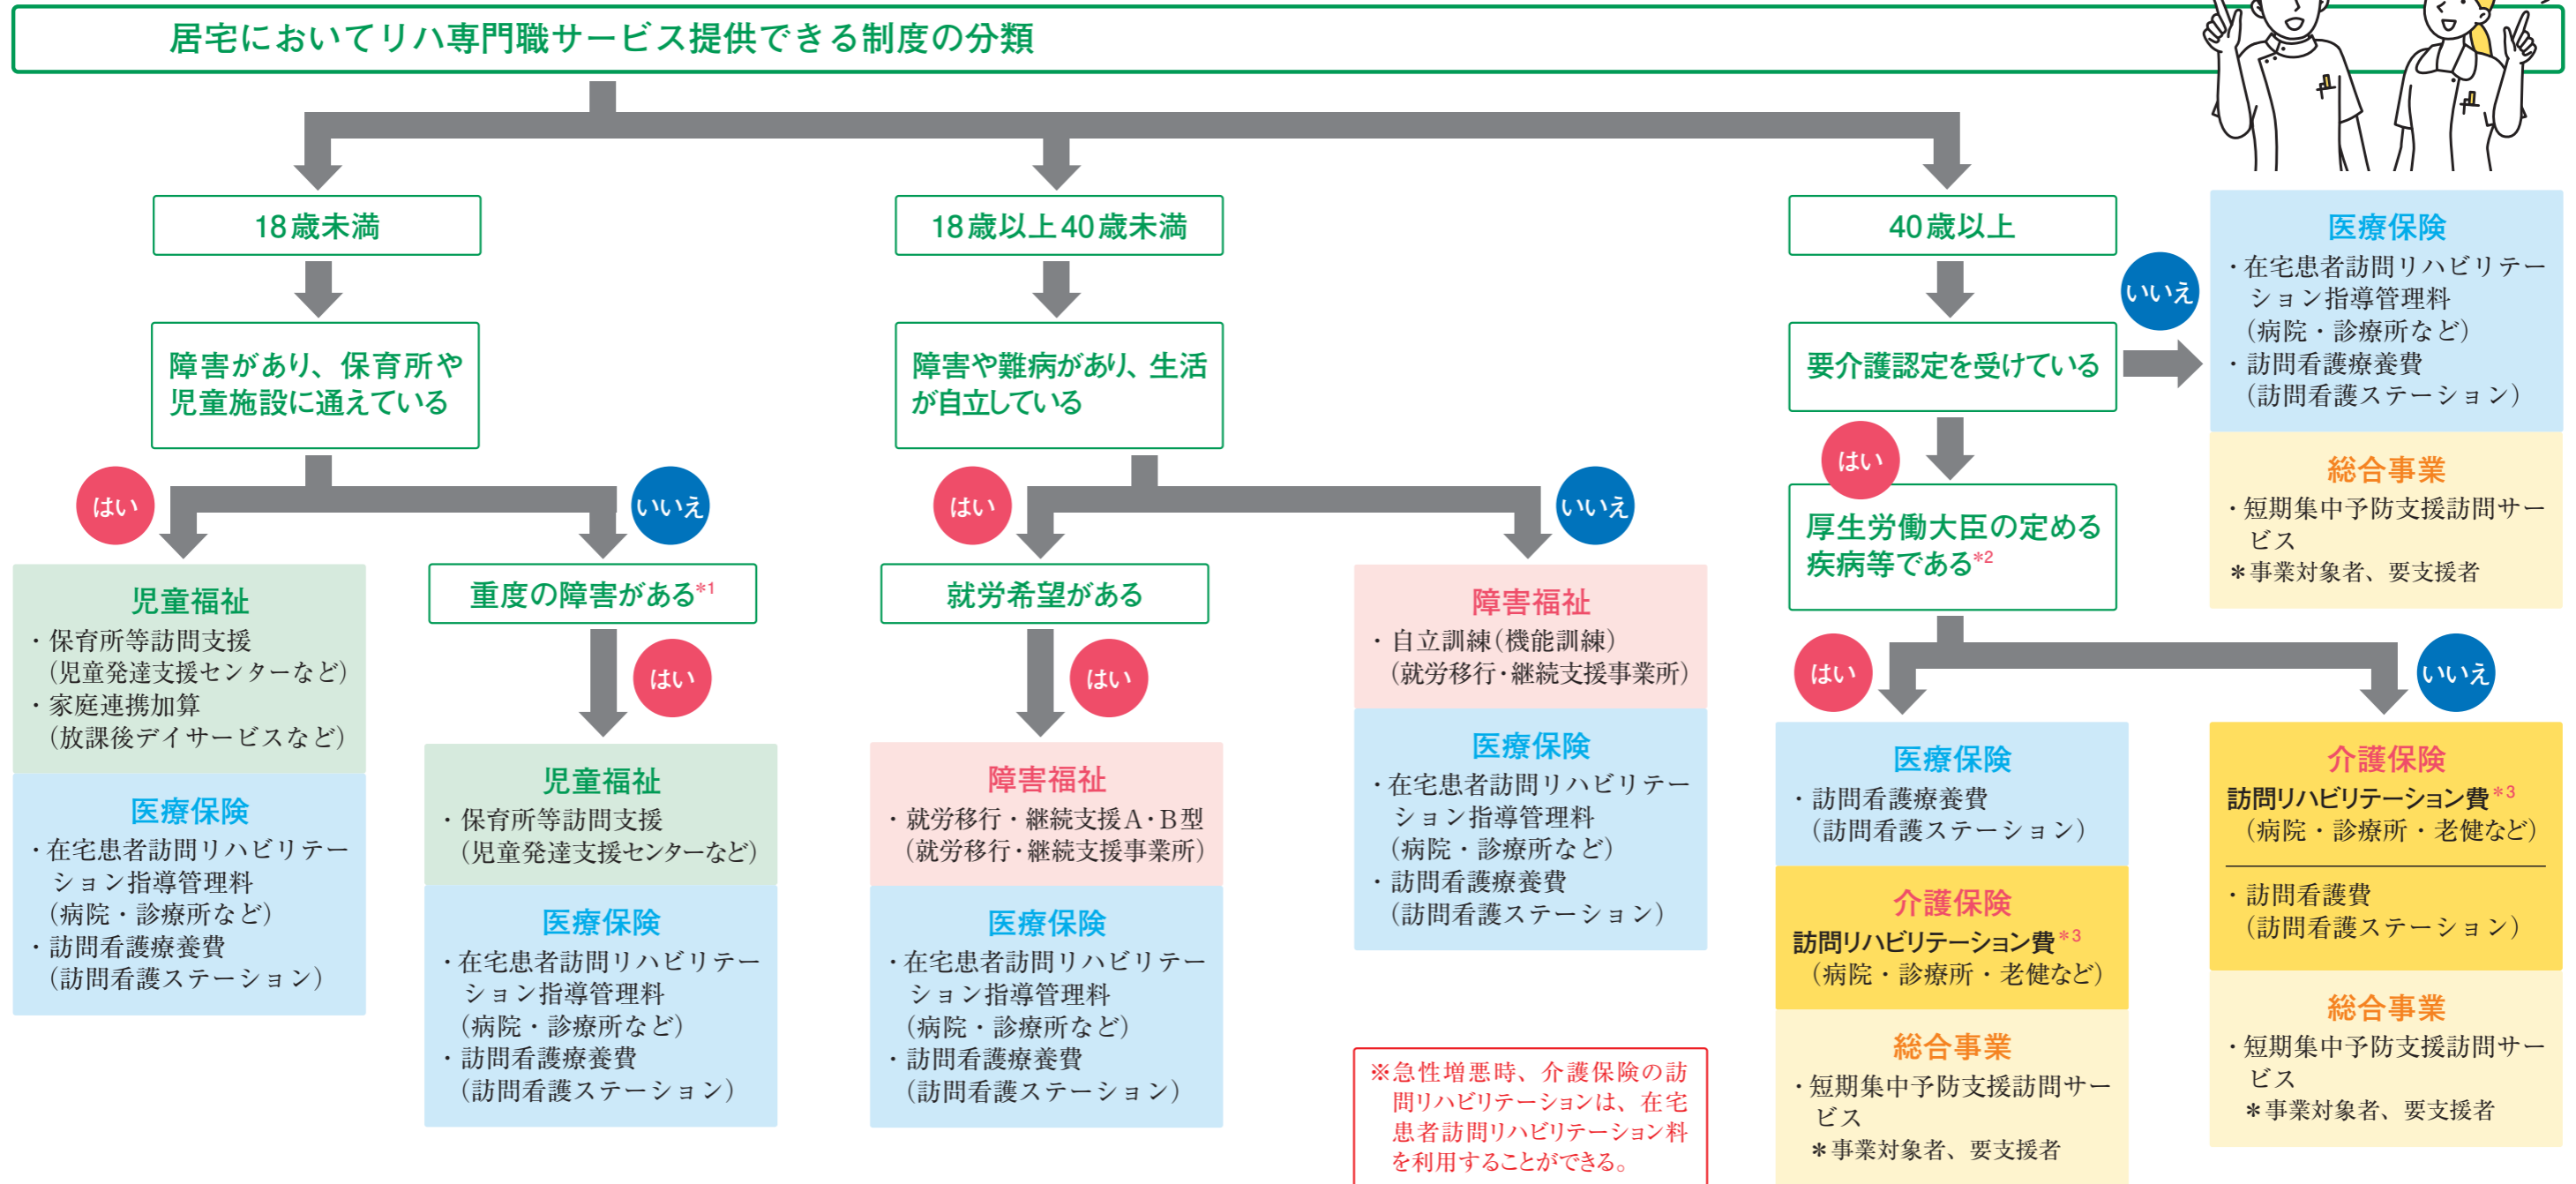 居宅においてリハ専門職サービス提供できる制度の分類
18歳未満
障害があり、保育所や
児童施設に通えている
はい
いいえ
児童福祉
・保育所等訪問支援
（児童発達支援センターなど）
・家庭連携加算
（放課後デイサービスなど）
医療保険
・在宅患者訪問リハビリテー
ション指導管理料
（病院・診療所など）
・訪問看護療養費
（訪問看護ステーション）
重度の障害がある*1
はい
児童福祉
・保育所等訪問支援
（児童発達支援センターなど）
医療保険
・在宅患者訪問リハビリテー
ション指導管理料
（病院・診療所など）
・訪問看護療養費
（訪問看護ステーション）
18歳以上40歳未満
障害や難病があり、生活
が自立している
はい
いいえ
就労希望がある
はい
障害福祉
・就労移行・継続支援A・B型
（就労移行・継続支援事業所）
医療保険
・在宅患者訪問リハビリテー
ション指導管理料
（病院・診療所など）
・訪問看護療養費
（訪問看護ステーション）
障害福祉
・自立訓練（機能訓練）
（就労移行・継続支援事業所）
医療保険
・在宅患者訪問リハビリテー
ション指導管理料
（病院・診療所など）
・訪問看護療養費
（訪問看護ステーション）
※急性増悪時、介護保険の訪
問リハビリテーションは、在宅
患者訪問リハビリテーション料
を利用することができる。
40歳以上
要介護認定を受けている
いいえ
医療保険
・在宅患者訪問リハビリテー
ション指導管理料
（病院・診療所など）
・訪問看護療養費
（訪問看護ステーション）
総合事業
・短期集中予防支援訪問サー
ビス
＊事業対象者、要支援者
はい
厚生労働大臣の定める
疾病等である*2
はい
いいえ
医療保険
・訪問看護療養費
（訪問看護ステーション）
介護保険
訪問リハビリテーション費*3
（病院・診療所・老健など）
総合事業
・短期集中予防支援訪問サー
ビス
＊事業対象者、要支援者
介護保険
訪問リハビリテーション費*3
（病院・診療所・老健など）
・訪問看護費
（訪問看護ステーション）
総合事業
・短期集中予防支援訪問サー
ビス
＊事業対象者、要支援者